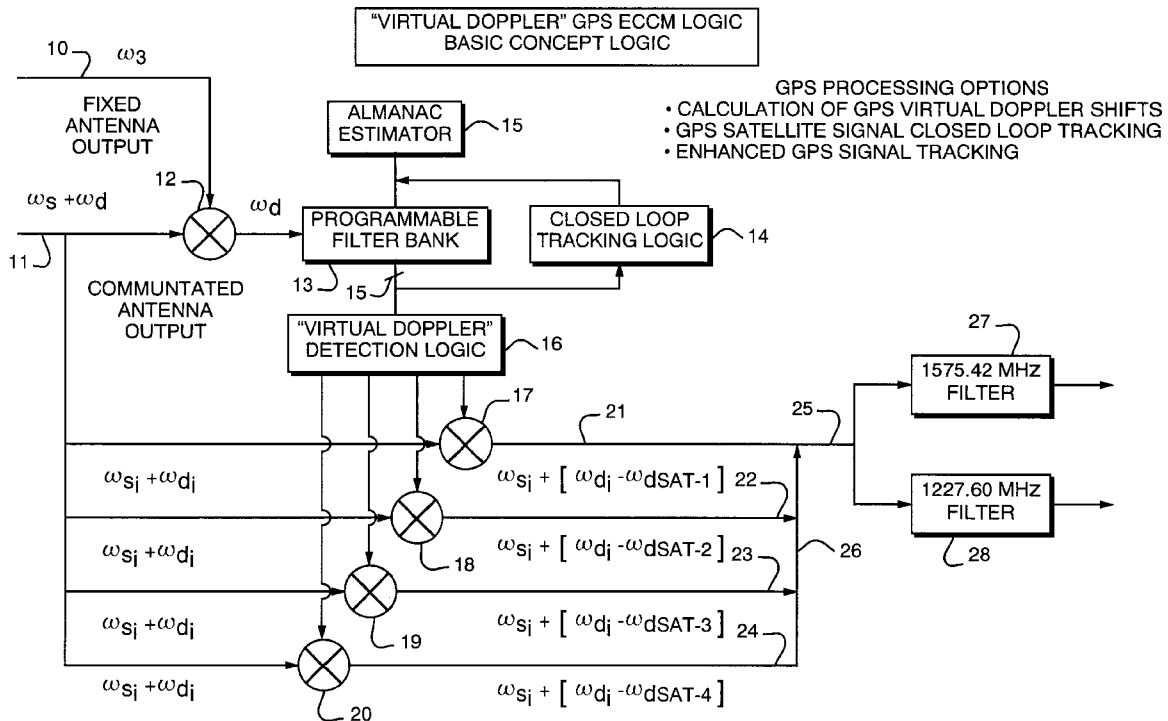 "VIRTUAL DOPPLER" GPS ECCM LOGIC
BASIC CONCEPT LOGIC
10
ω3
FIXED
ANTENNA
OUTPUT
GPS PROCESSING OPTIONS
• CALCULATION OF GPS VIRTUAL DOPPLER SHIFTS
• GPS SATELLITE SIGNAL CLOSED LOOP TRACKING
• ENHANCED GPS SIGNAL TRACKING
ALMANAC
ESTIMATOR
15
ωs +ωd
12
ωd
11
PROGRAMMABLE
FILTER BANK
13
15
CLOSED LOOP
TRACKING LOGIC
14
COMMUNTATED
ANTENNA
OUTPUT
"VIRTUAL DOPPLER"
DETECTION LOGIC
16
27
1575.42 MHz
FILTER
17
21
25
ωsi +ωdi
ωsi + [ ωdi -ωdSAT-1 ]
22
1227.60 MHz
FILTER
28
18
ωsi +ωdi
ωsi + [ ωdi -ωdSAT-2 ]
23
26
19
ωsi +ωdi
ωsi + [ ωdi -ωdSAT-3 ]
24
20
ωsi +ωdi
ωsi + [ ωdi -ωdSAT-4]